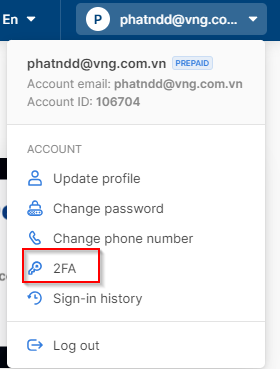 En
P
phatndd@vng.co...
phatndd@vng.com.vn PREPAID
Account email: phatndd@vng.com.vn
Account ID: 106704
ACCOUNT
Update profile
Change password
Change phone number
2FA
Sign-in history
Log out